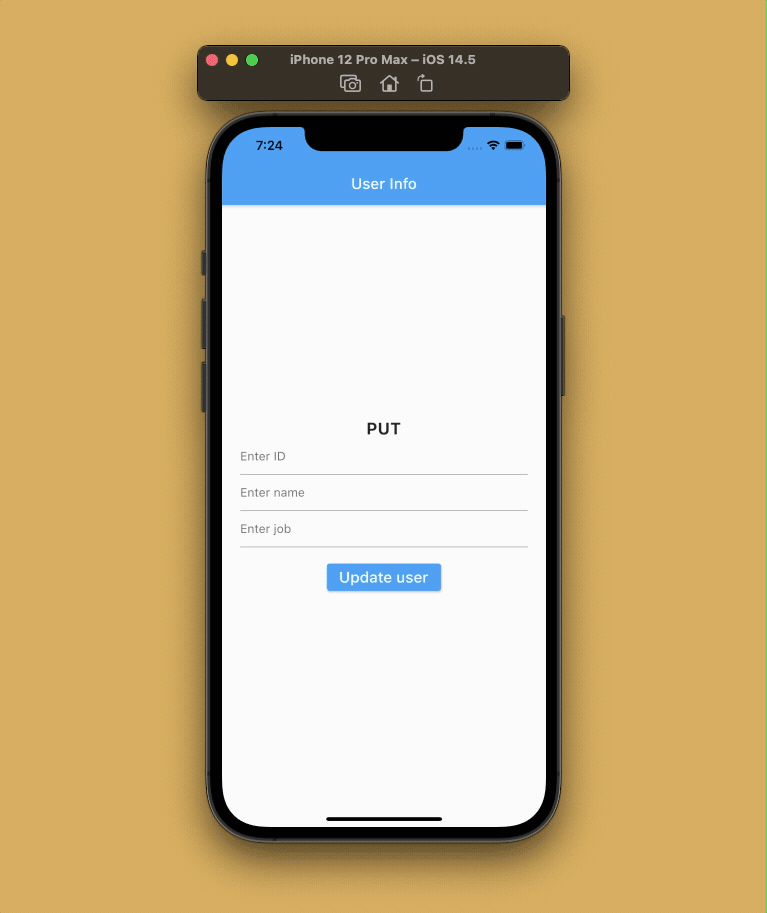 iPhone 12 Pro Max – iOS 14.5
7:24
User Info
PUT
Enter ID
Enter name
Enter job
Update user